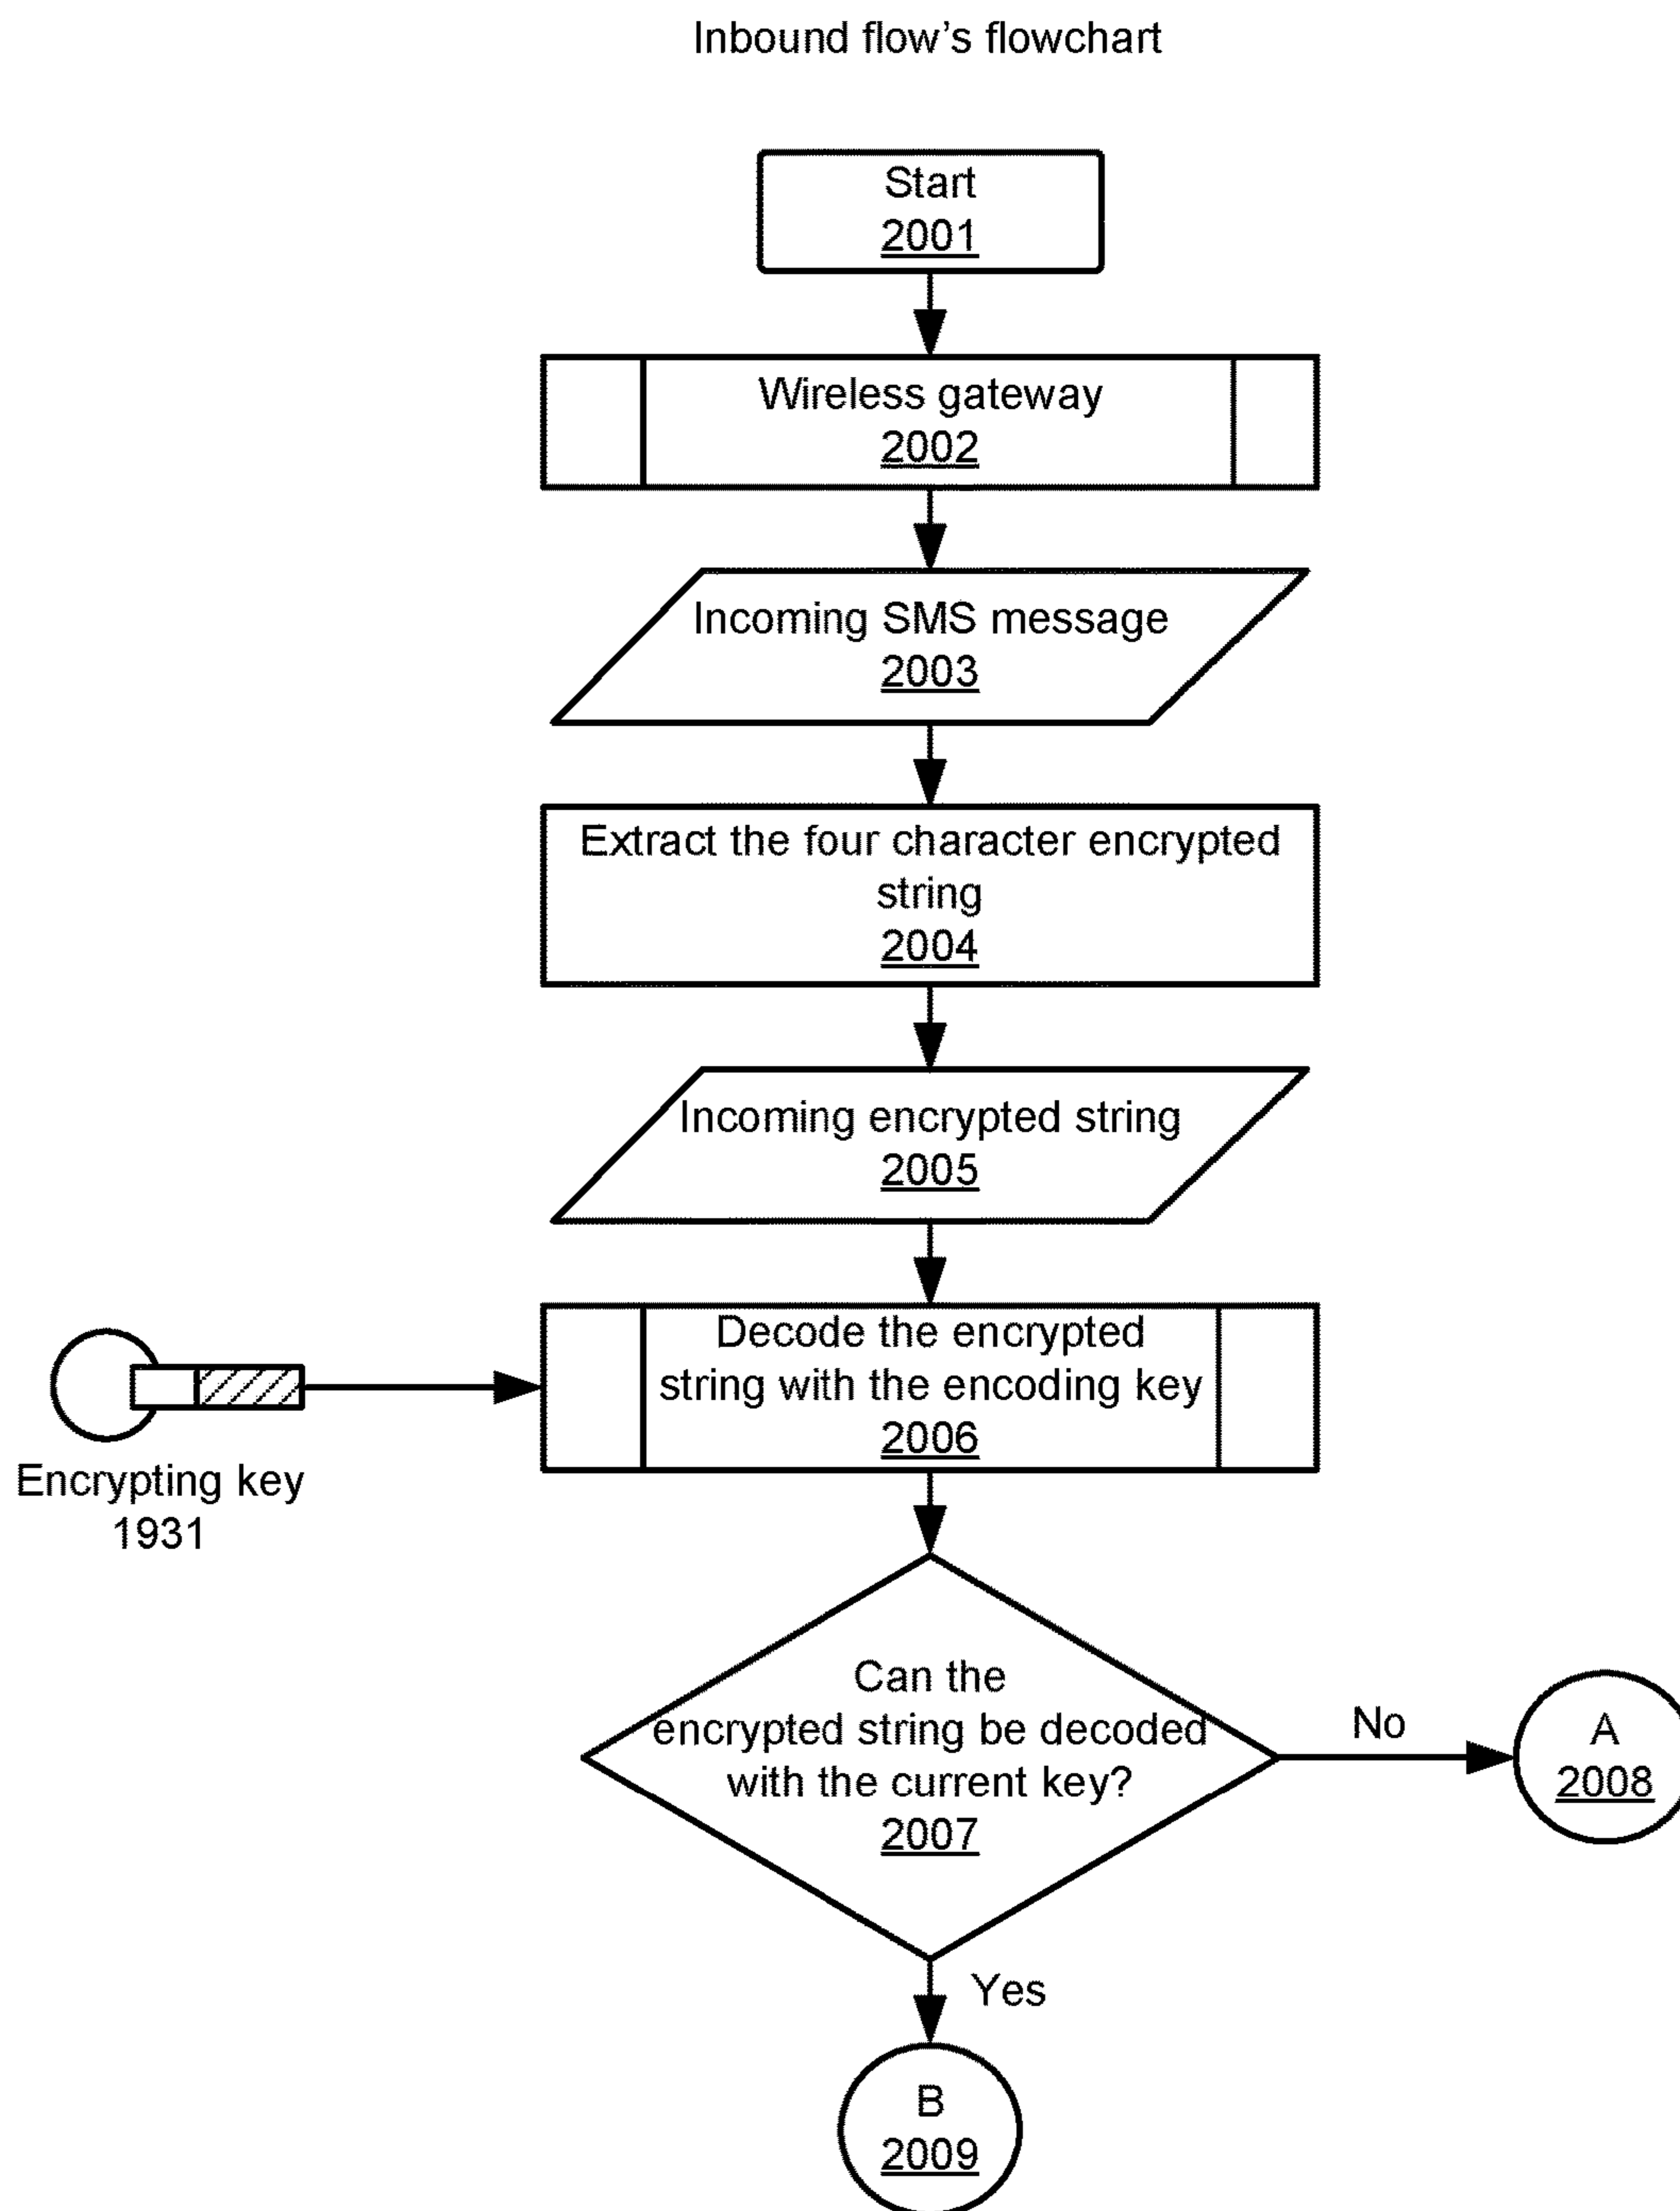 Inbound flow's flowchart
Start
2001
Wireless gateway
2002
Incoming SMS message
2003
Extract the four character encrypted
string
2004
Incoming encrypted string
2005
Decode the encrypted
string with the encoding key
2006
Encrypting key
1931
Can the
encrypted string be decoded
with the current key?
2007
No
A
2008
Yes
B
2009